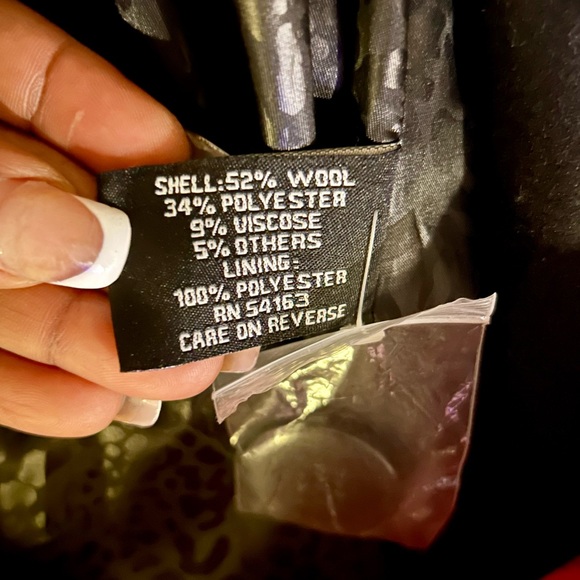 SHELL:52% WOOL
34% POLYESTER
9% VISCOSE
5% OTHERS
LINING:
100% POLYESTER
RN 54163
CARE ON REVERSE